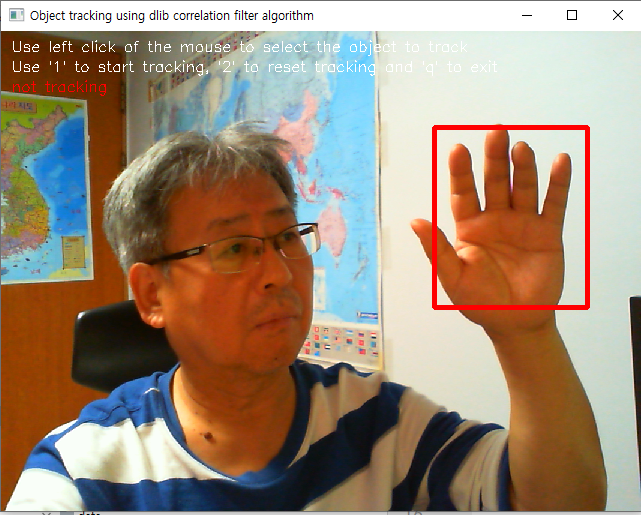 Object tracking using dlib correlation filter algorithm
Use left click of the mouse to select the object to track
Use '1' to start tracking, '2' to reset tracking and 'q' to exit
not tracking